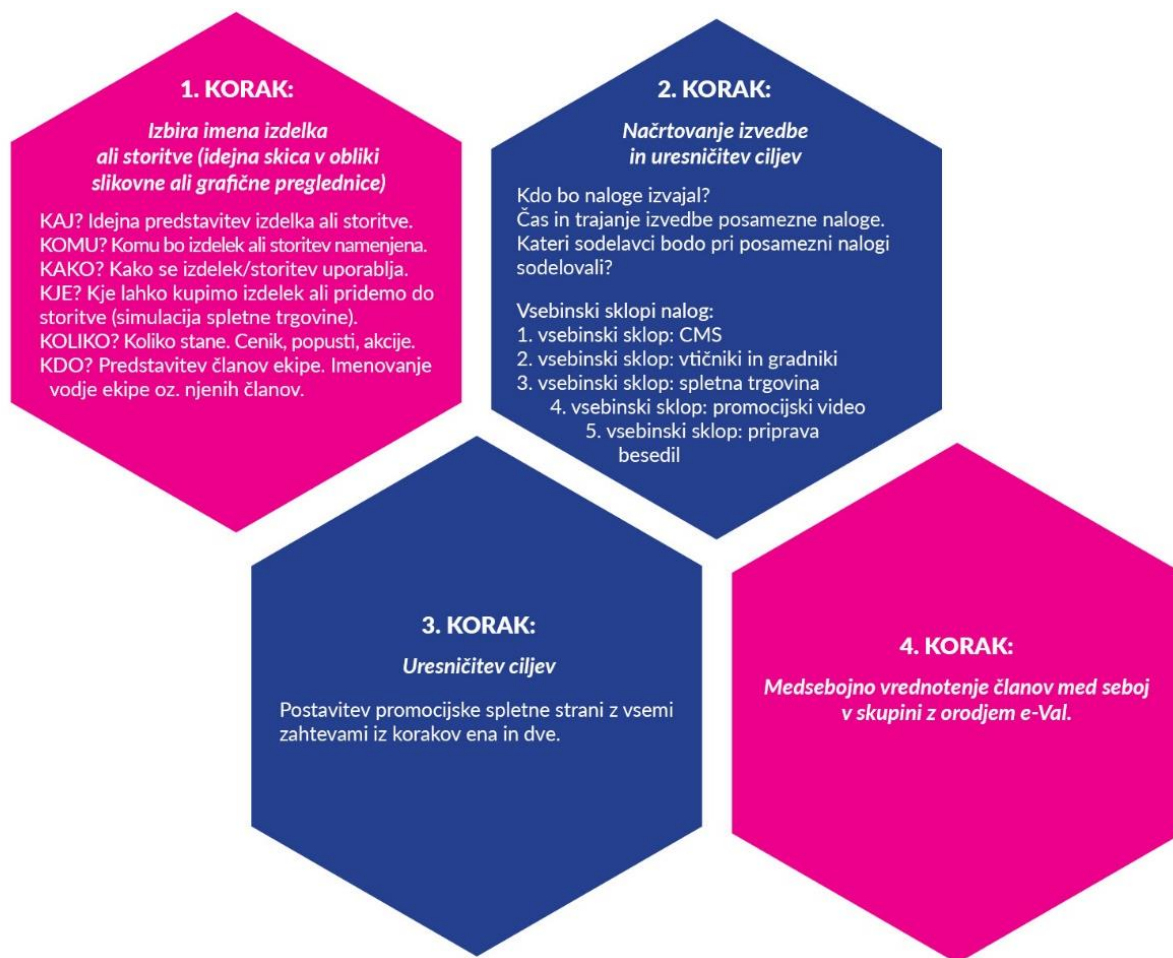 1. KORAK:
Izbira imena izdelka
ali storitve (idejna skica v obliki
slikovne ali grafične preglednice)
KAJ? Idejna predstavitev izdelka ali storitve.
KOMU? Komu bo izdelek ali storitev namenjena.
KAKO? Kako se izdelek/storitev uporablja.
KJE? Kje lahko kupimo izdelek ali pridemo do
storitve (simulacija spletne trgovine).
KOLIKO? Koliko stane. Cenik, popusti, akcije.
KDO? Predstavitev članov ekipe. Imenovanje
vodje ekipe oz. njenih članov.
2. KORAK:
Načrtovanje izvedbe
in uresničitev ciljev
Kdo bo naloge izvajal?
Čas in trajanje izvedbe posamezne naloge.
Kateri sodelavci bodo pri posamezni nalogi
sodelovali?
Vsebinski sklopi nalog:
1. vsebinski sklop: CMS
2. vsebinski sklop: vtičniki in gradniki
3. vsebinski sklop: spletna trgovina
4. vsebinski sklop: promocijski video
5. vsebinski sklop: priprava
besedil
3. KORAK:
Uresničitev ciljev
Postavitev promocijske spletne strani z vsemi
zahtevami iz korakov ena in dve.
4. KORAK:
Medsebojno vrednotenje članov med seboj
v skupini z orodjem e-Val.